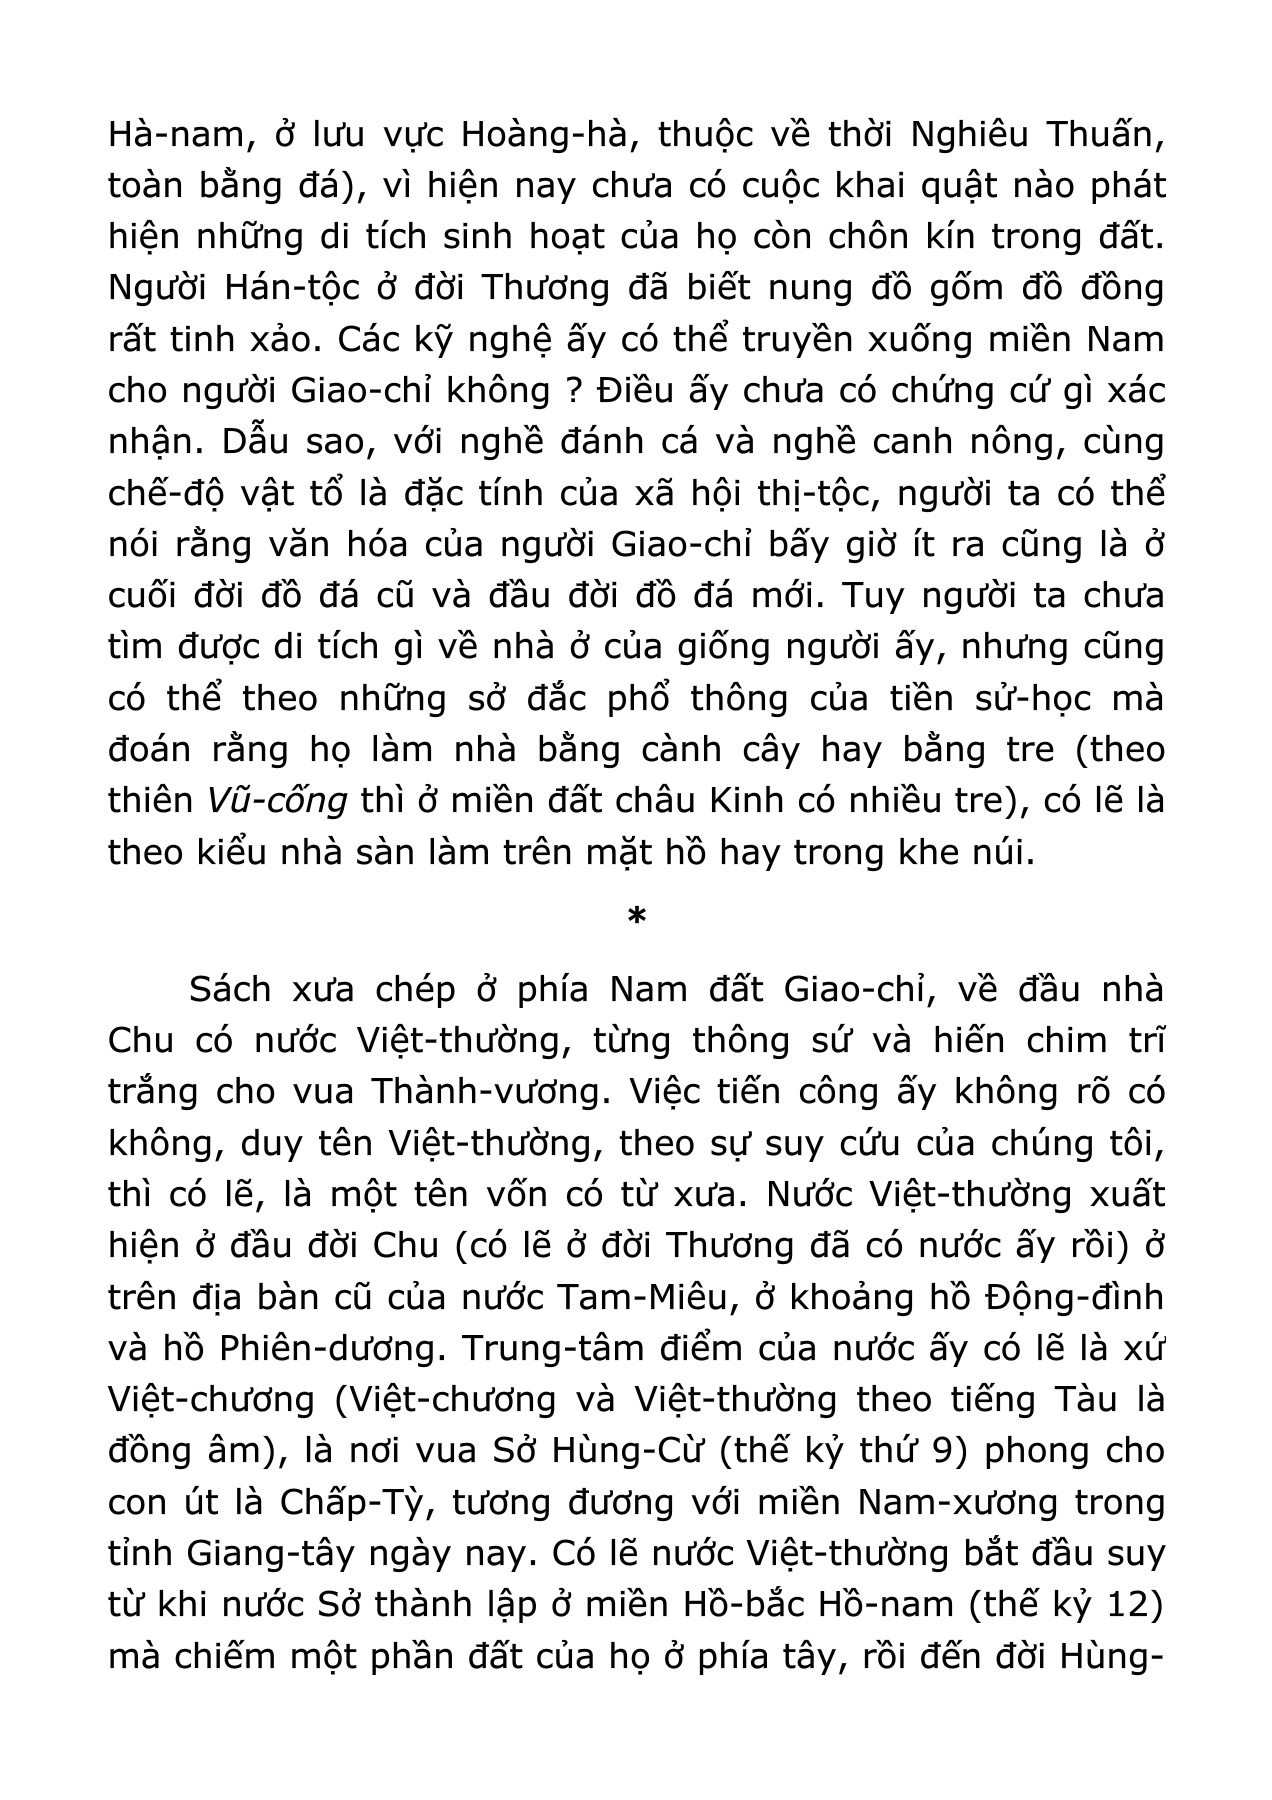 Hà-nam, ở lưu vực Hoàng-hà, thuộc về thời Nghiêu Thuấn,
toàn bằng đá), vì hiện nay chưa có cuộc khai quật nào phát
hiện những di tích sinh hoạt của họ còn chôn kín trong đất.
Người Hán-tộc ở đời Thương đã biết nung đồ gốm đồ đồng
rất tinh xảo. Các kỹ nghệ ấy có thể truyền xuống miền Nam
cho người Giao-chỉ không ? Điều ấy chưa có chứng cứ gì xác
nhận. Dẫu sao, với nghề đánh cá và nghề canh nông, cùng
chế-độ vật tổ là đặc tính của xã hội thị-tộc, người ta có thể
nói rằng văn hóa của người Giao-chỉ bấy giờ ít ra cũng là ở
cuối đời đồ đá cũ và đầu đời đồ đá mới. Tuy người ta chưa
tìm được di tích gì về nhà ở của giống người ấy, nhưng cũng
có thể theo những sở đắc phổ thông của tiền sử-học mà
đoán rằng họ làm nhà bằng cành cây hay bằng tre (theo
thiên Vũ-cống thì ở miền đất châu Kinh có nhiều tre), có lẽ là
theo kiểu nhà sàn làm trên mặt hồ hay trong khe núi.
*
Sách xưa chép ở phía Nam đất Giao-chỉ, về đầu nhà
Chu có nước Việt-thường, từng thông sứ và hiến chim trĩ
trắng cho vua Thành-vương. Việc tiến công ấy không rõ có
không, duy tên Việt-thường, theo sự suy cứu của chúng tôi,
thì có lẽ, là một tên vốn có từ xưa. Nước Việt-thường xuất
hiện ở đầu đời Chu (có lẽ ở đời Thương đã có nước ấy rồi) ở
trên địa bàn cũ của nước Tam-Miêu, ở khoảng hồ Động-đình
và hồ Phiên-dương. Trung-tâm điểm của nước ấy có lẽ là xứ
Việt-chương (Việt-chương và Việt-thường theo tiếng Tàu là
đồng âm), là nơi vua Sở Hùng-Cừ (thế kỷ thứ 9) phong cho
con út là Chấp-Tỳ, tương đương với miền Nam-xương trong
tỉnh Giang-tây ngày nay. Có lẽ nước Việt-thường bắt đầu suy
từ khi nước Sở thành lập ở miền Hồ-bắc Hồ-nam (thế kỷ 12)
mà chiếm một phần đất của họ ở phía tây, rồi đến đời Hùng-